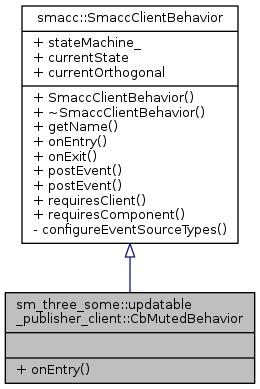 smacc::SmaccClientBehavior
+ stateMachine_
+ currentState
+ currentOrthogonal
+ SmaccClientBehavior()
+ ~SmaccClientBehavior()
+ getName()
+ onEntry()
+ onExit()
+ postEvent()
+ postEvent()
+ requiresClient()
+ requiresComponent()
- configureEventSourceTypes()
sm_three_some::updatable
_publisher_client::CbMutedBehavior
+ onEntry()